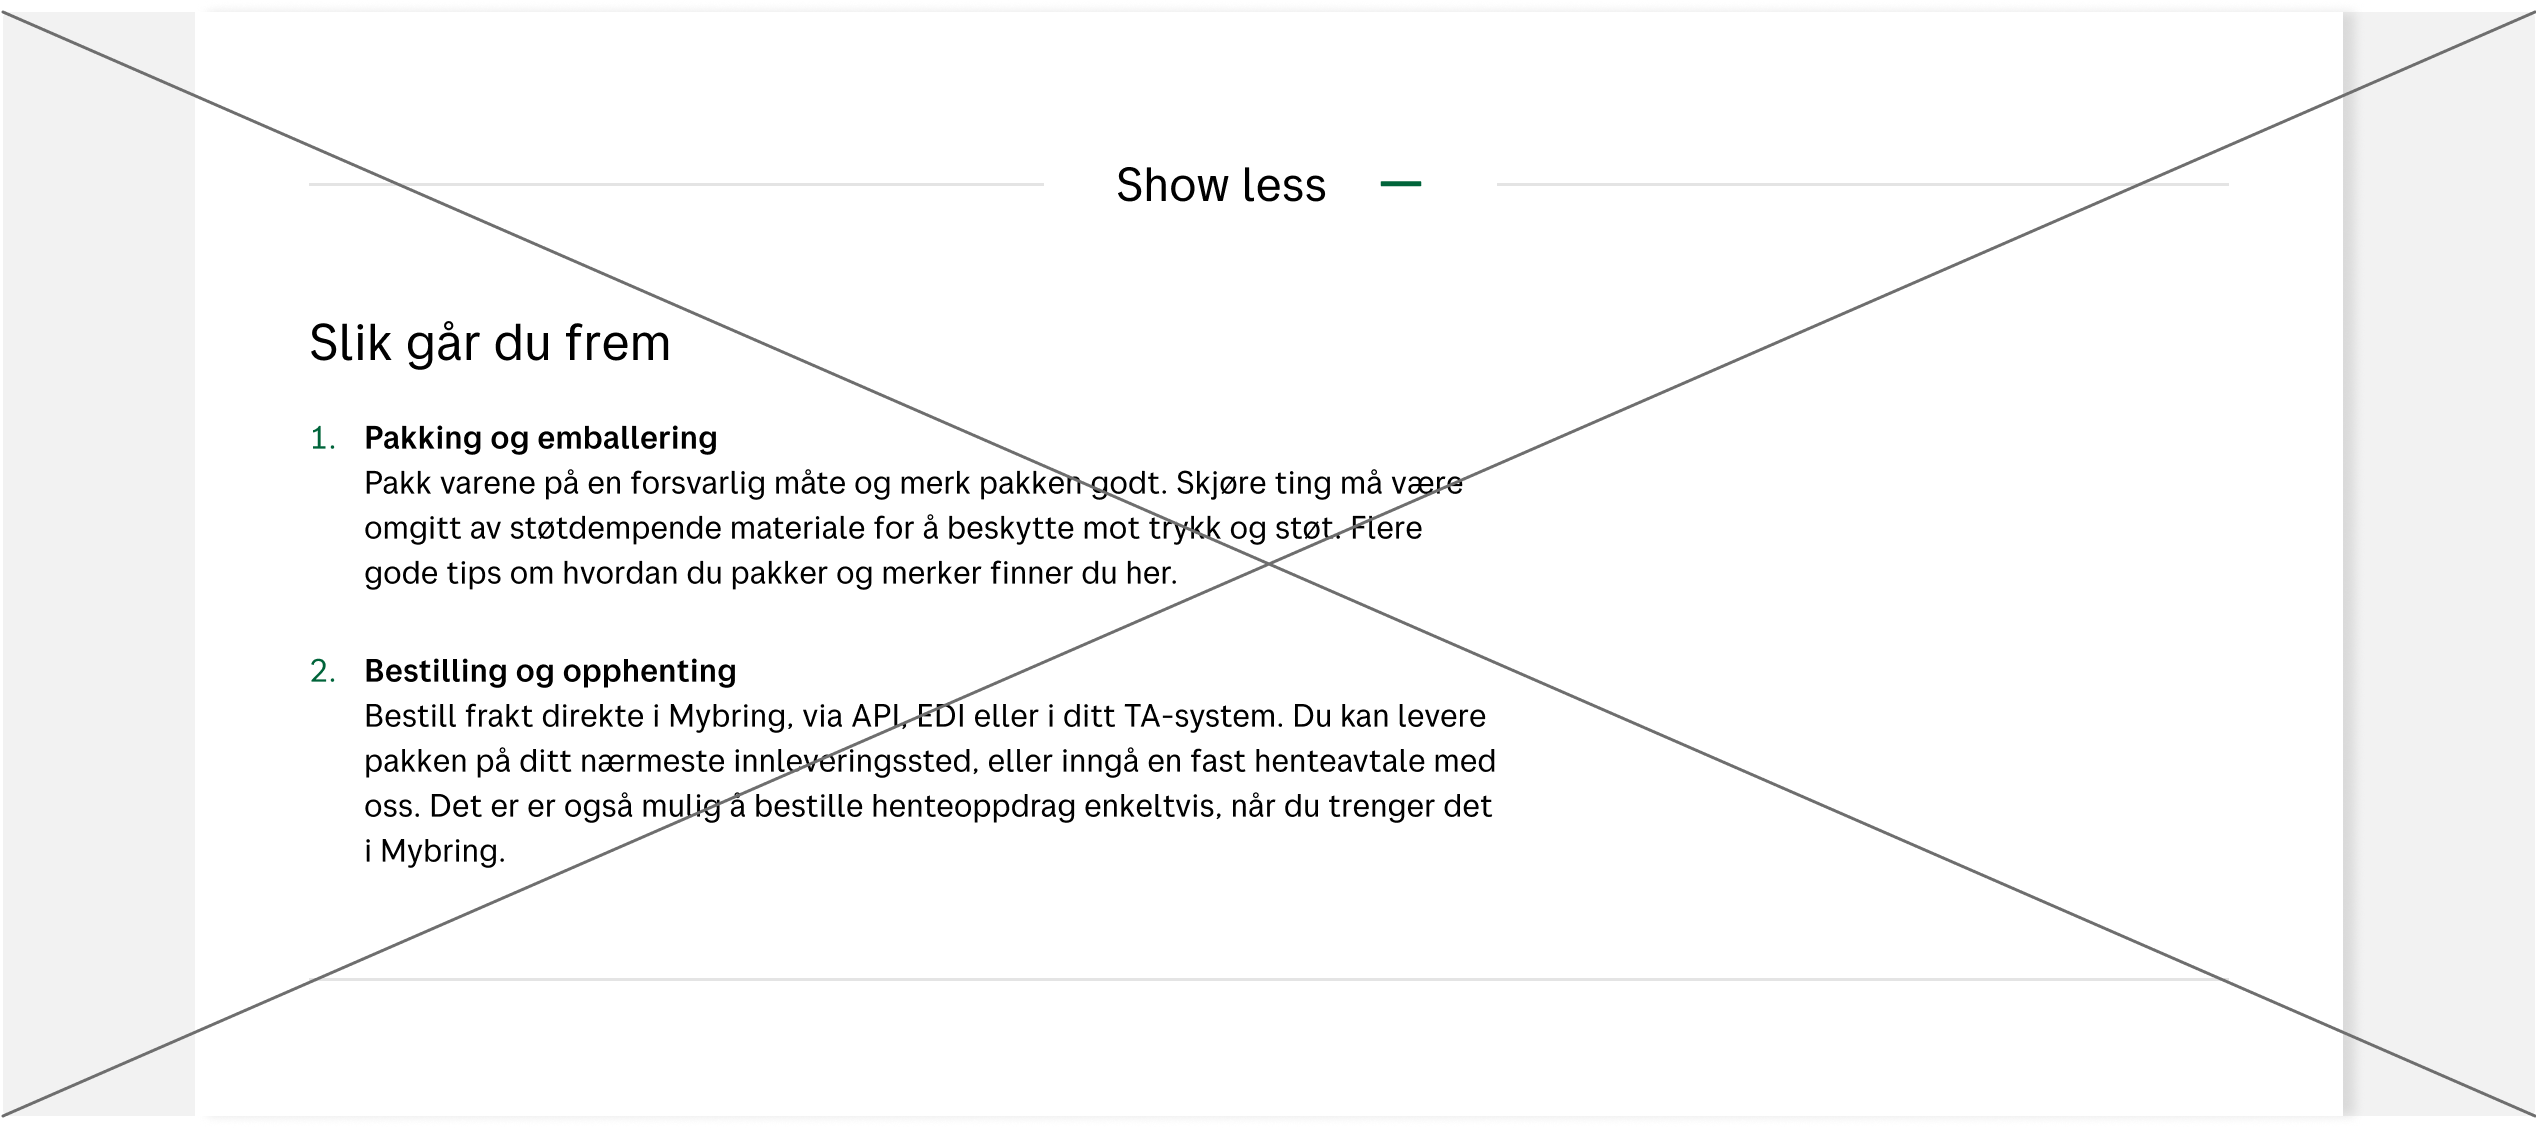 Show less
Slik går du frem
1. Pakking og emballering
Pakk varene på en forsvarlig måte og merk pakken godt. Skjøre ting må være
omgitt av støtdempende materiale for å beskytte mot trykk og støt. Flere
gode tips om hvordan du pakker og merker finner du her.
2. Bestilling og opphenting
Bestill frakt direkte i Mybring, via API, EDI eller i ditt TA-system. Du kan levere
pakken på ditt nærmeste innleveringssted, eller inngå en fast henteavtale med
oss. Det er er også mulig å bestille henteoppdrag enkeltvis, når du trenger det
i Mybring.